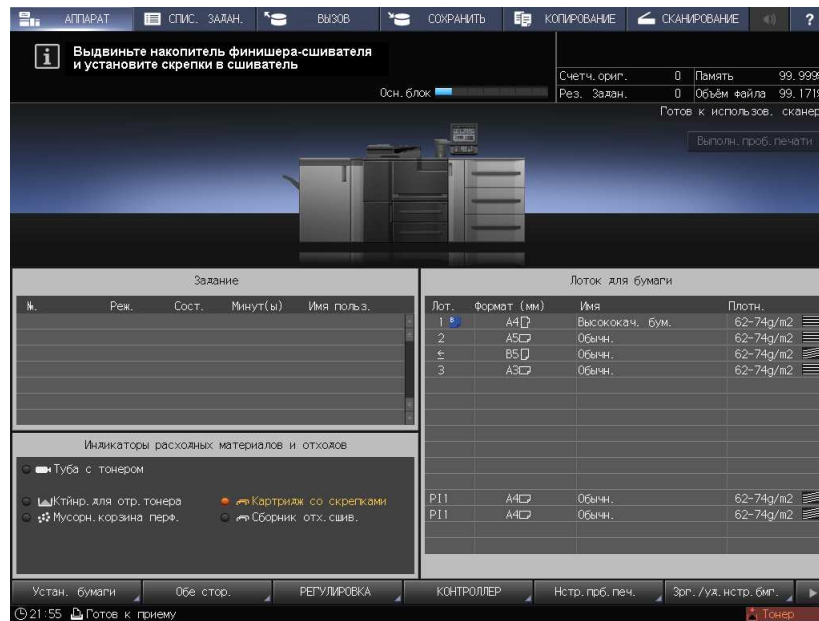 АППАРАТ СПИС. ЗАДАН. ВЫЗОВ СОХРАНИТЬ КОПИРОВАНИЕ СКАНИРОВАНИЕ ?
Выдвиньте накопитель финишера-сшивателя
и установите скрепки в сшиватель
Осн.блок
Счетч.ориг. 0 Память 99.999
Рез. Задан. 0 Объём файла 99.171
Готов к использов. сканер
Выполн.проб.печати
Задание
№. Реж. Сост. Минут(ы) Имя польз.
Лоток для бумаги
Лот. Формат (мм) Имя Плотн.
1 A4 Высококач. бум. 62-74g/m2
2 A5 Обычн. 62-74g/m2
B5 Обычн. 62-74g/m2
3 A3 Обычн. 62-74g/m2
PI1 A4 Обычн. 62-74g/m2
PI1 A4 Обычн. 62-74g/m2
Индикаторы расходных материалов и отходов
Туба с тонером
Ктйнр.для отр.тонера Картридж со скрепками
Мусорн.корзина перф. Сборник отх.сшив.
Устан. бумаги Обе стор. РЕГУЛИРОВКА КОНТРОЛЛЕР Нстр.прб.печ. Зрг./уд.нстр.бмг.
21:55 Готов к приему Тонер